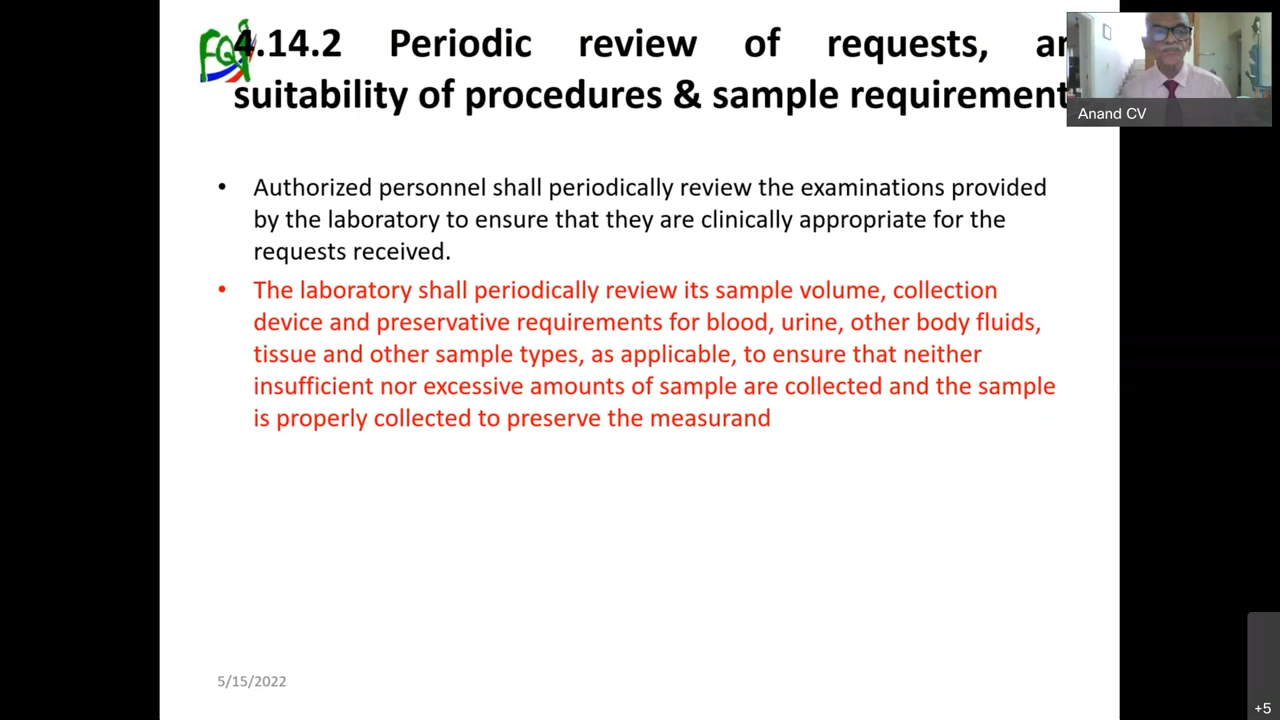 FQI
4.14.2 Periodic review of requests,
suitability of procedures & sample requirement
Anand CV
• Authorized personnel shall periodically review the examinations provided
by the laboratory to ensure that they are clinically appropriate for the
requests received.
• The laboratory shall periodically review its sample volume, collection
device and preservative requirements for blood, urine, other body fluids,
tissue and other sample types, as applicable, to ensure that neither
insufficient nor excessive amounts of sample are collected and the sample
is properly collected to preserve the measurand
5/15/2022
+5